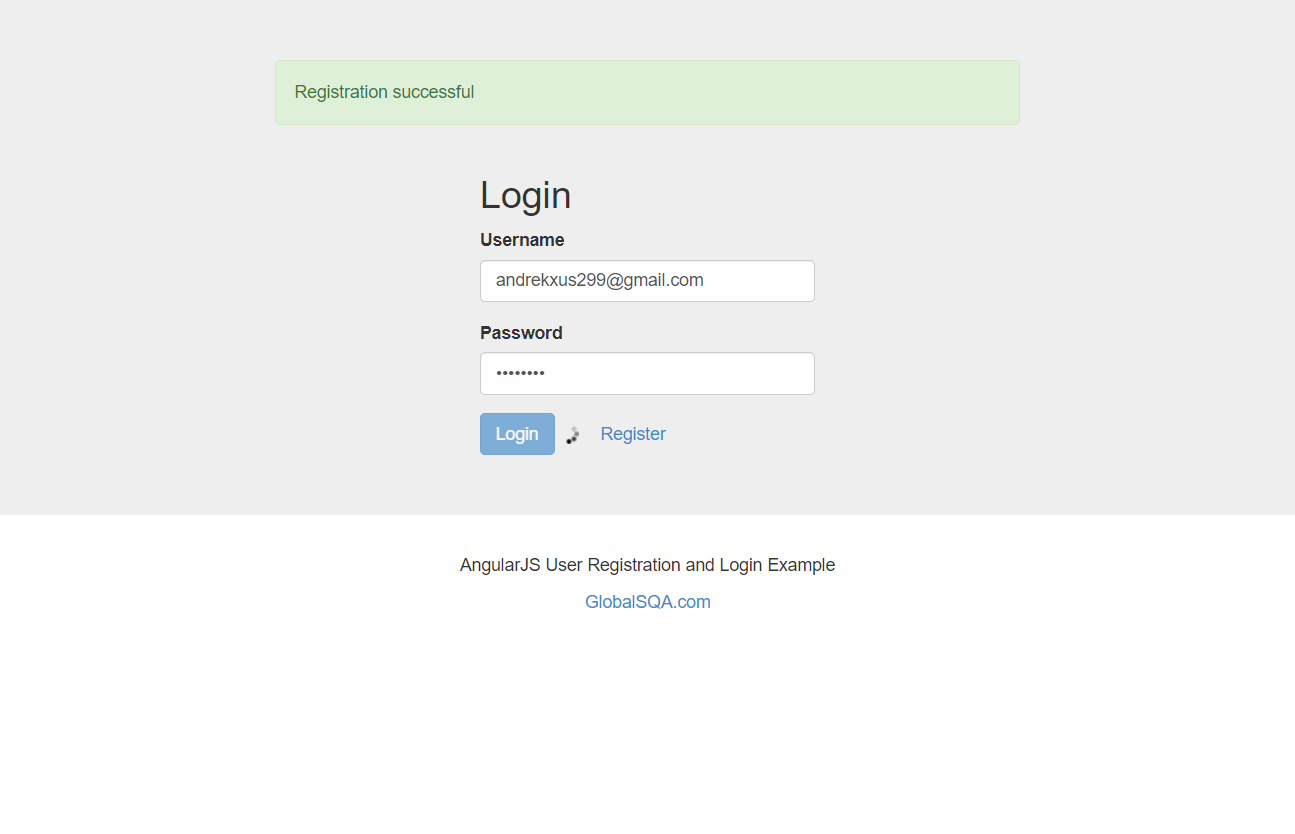 Registration successful
Login
Username
andrekxus299@gmail.com
Password
••••••••
Login Register
AngularJS User Registration and Login Example
GlobalSQA.com